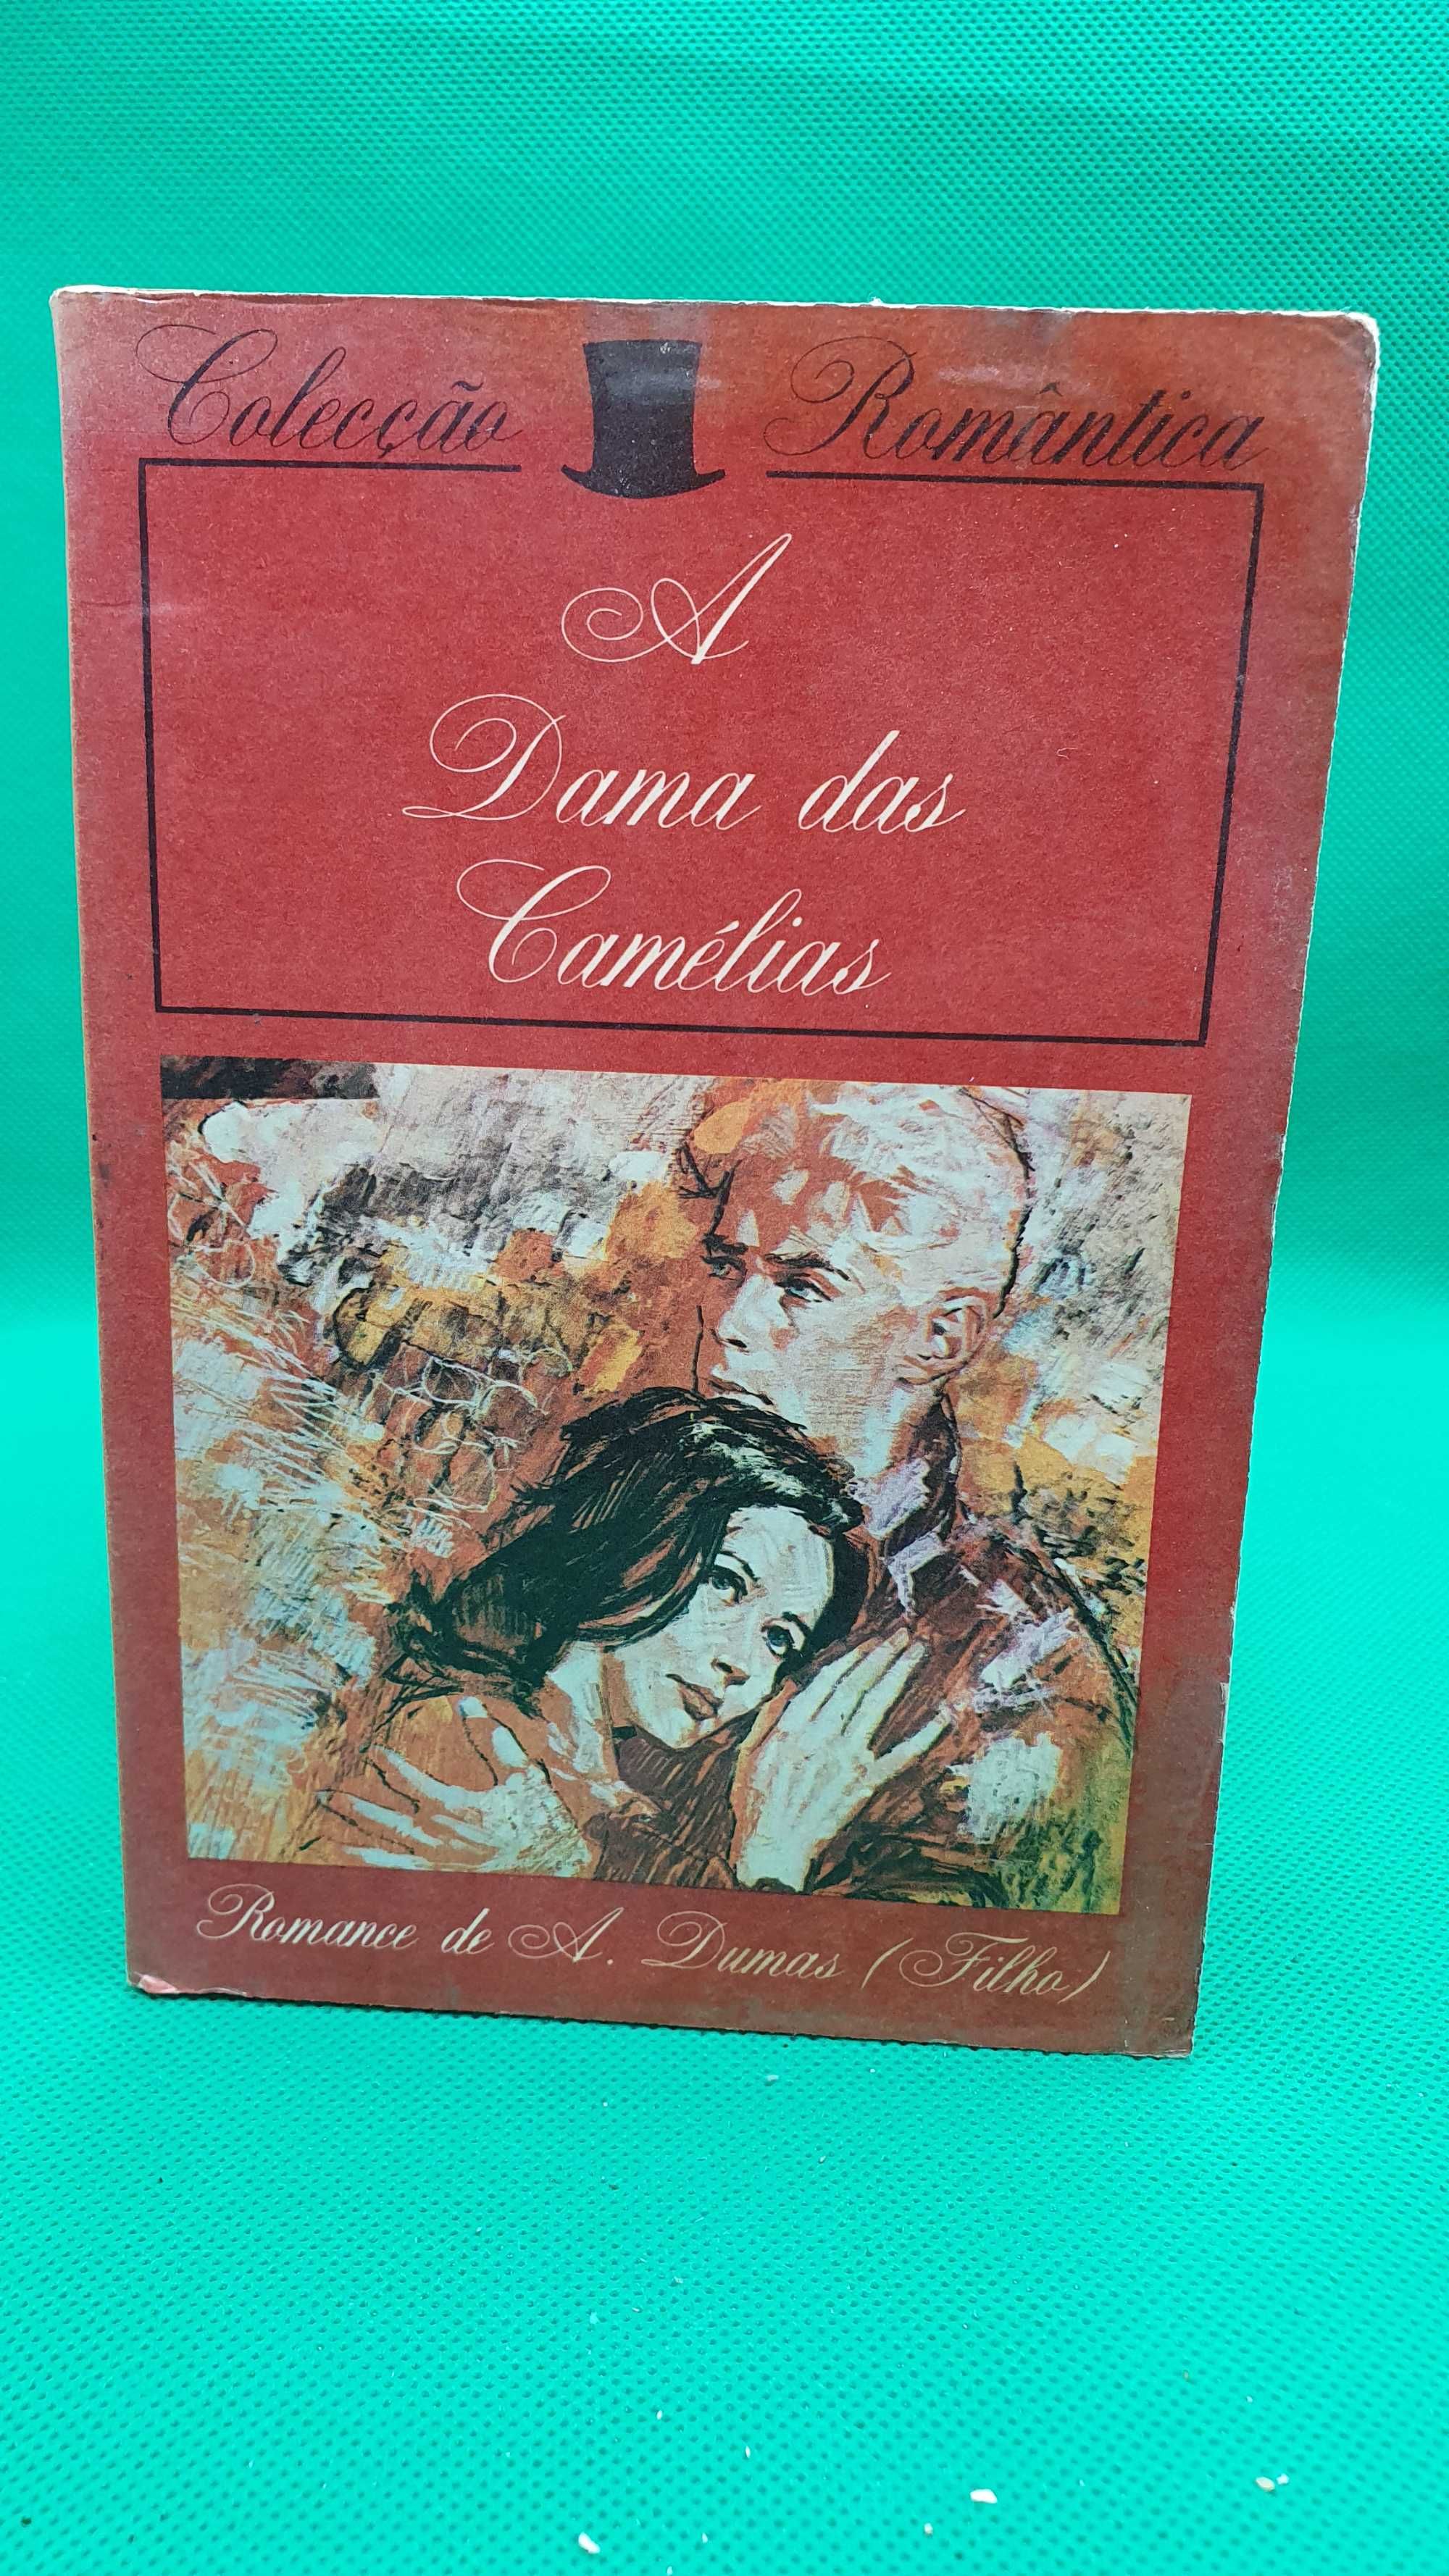 Colecção Romântica
A
Dama das
Camélias
Romance de A. Dumas (Filho)